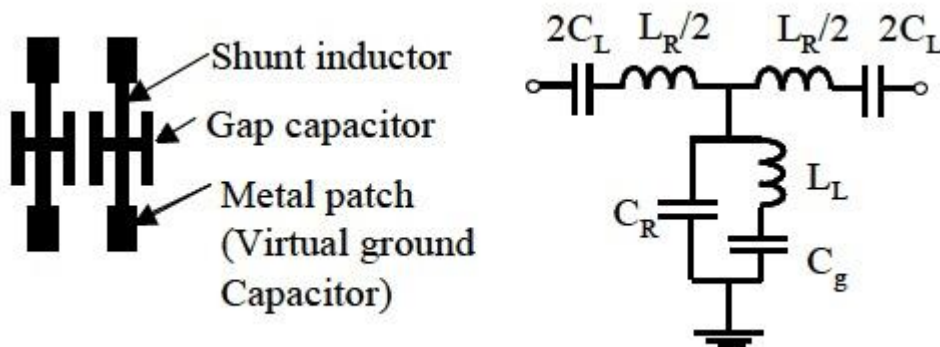 Shunt inductor
Gap capacitor
Metal patch
(Virtual ground
Capacitor)
2C_L L_R/2 L_R/2 2C_L
L_L
C_R
C_g